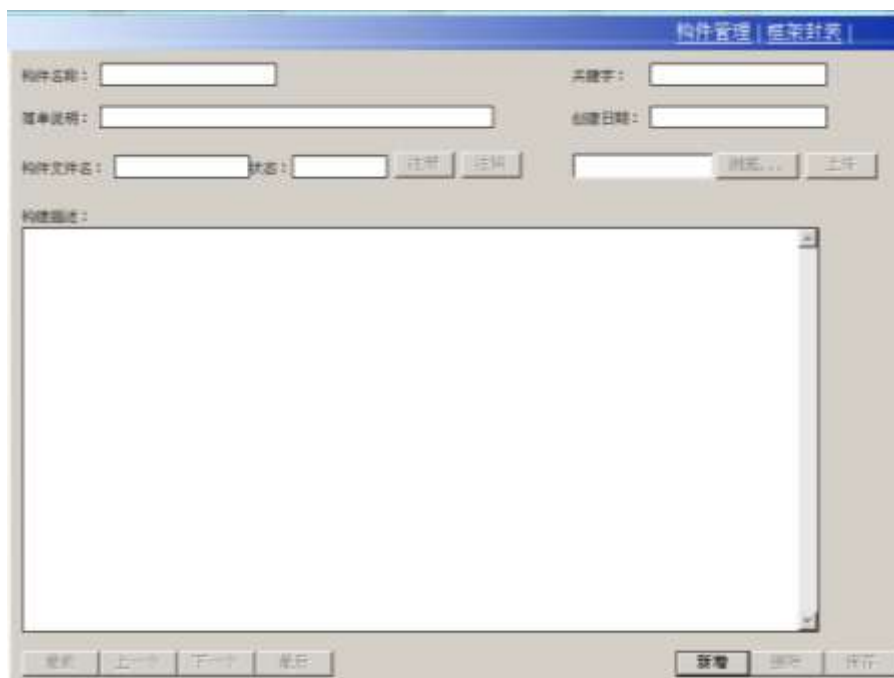 构件管理 | 框架封装 |
构件名称： 关键字：
简单说明： 创建日期：
构件文件名： 状态： 注册 注销 浏览... 上传
构建描述：
最前 上一个 下一个 最后 新增 删除 保存